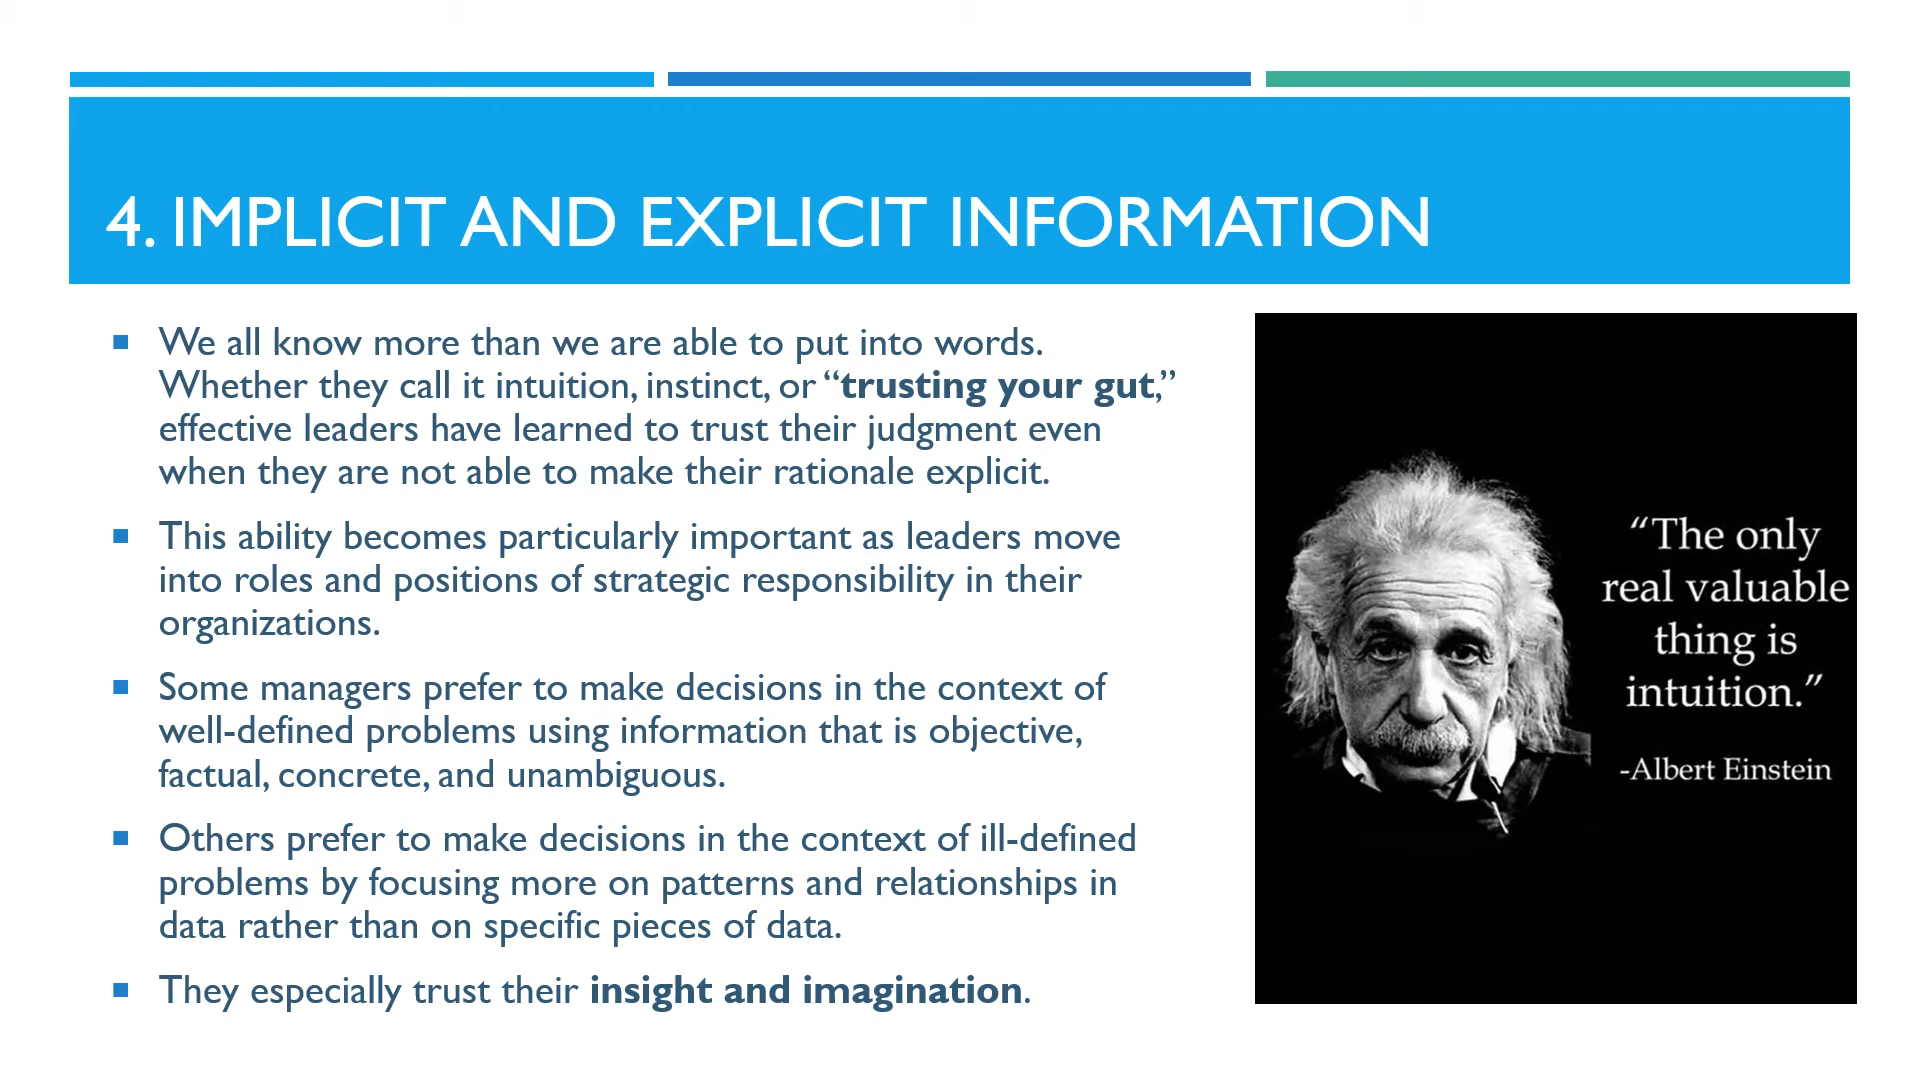 4. IMPLICIT AND EXPLICIT INFORMATION
We all know more than we are able to put into words.
Whether they call it intuition, instinct, or “trusting your gut,”
effective leaders have learned to trust their judgment even
when they are not able to make their rationale explicit.
This ability becomes particularly important as leaders move
into roles and positions of strategic responsibility in their
organizations.
Some managers prefer to make decisions in the context of
well-defined problems using information that is objective,
factual, concrete, and unambiguous.
Others prefer to make decisions in the context of ill-defined
problems by focusing more on patterns and relationships in
data rather than on specific pieces of data.
They especially trust their insight and imagination.
“The only
real valuable
thing is
intuition.”
-Albert Einstein